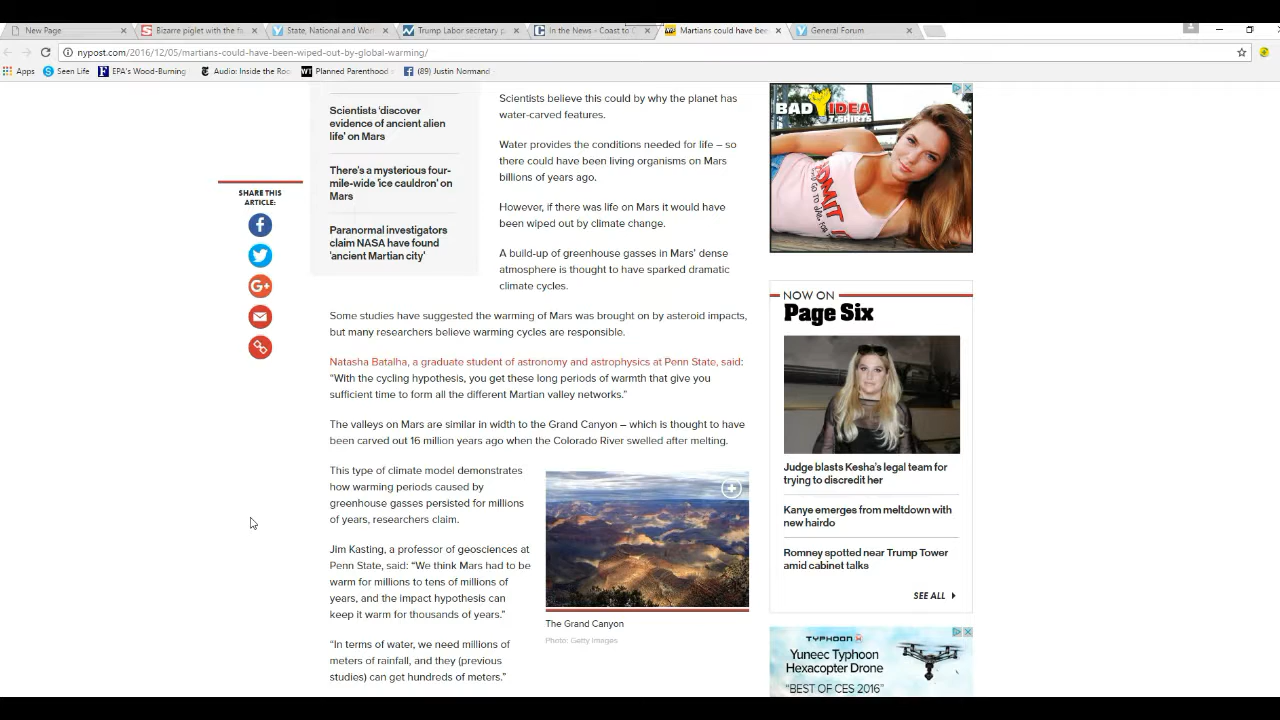 New Page
Bizarre piglet with the fa
State, National and Wor
Trump Labor secretary p
In the News - Coast to C
Martians could have bee
General Forum
nypost.com/2016/12/05/martians-could-have-been-wiped-out-by-global-warming/
Apps
Seen Life
EPA's Wood-Burning
Audio: Inside the Roo
Planned Parenthood
(89) Justin Normand
Scientists 'discover
evidence of ancient alien
life' on Mars
There's a mysterious four-
mile-wide 'ice cauldron' on
Mars
Paranormal investigators
claim NASA have found
'ancient Martian city'
SHARE THIS
ARTICLE:
Scientists believe this could by why the planet has
water-carved features.
Water provides the conditions needed for life – so
there could have been living organisms on Mars
billions of years ago.
However, if there was life on Mars it would have
been wiped out by climate change.
A build-up of greenhouse gasses in Mars' dense
atmosphere is thought to have sparked dramatic
climate cycles.
Some studies have suggested the warming of Mars was brought on by asteroid impacts,
but many researchers believe warming cycles are responsible.
Natasha Batalha, a graduate student of astronomy and astrophysics at Penn State, said:
“With the cycling hypothesis, you get these long periods of warmth that give you
sufficient time to form all the different Martian valley networks.”
The valleys on Mars are similar in width to the Grand Canyon – which is thought to have
been carved out 16 million years ago when the Colorado River swelled after melting.
This type of climate model demonstrates
how warming periods caused by
greenhouse gasses persisted for millions
of years, researchers claim.
Jim Kasting, a professor of geosciences at
Penn State, said: “We think Mars had to be
warm for millions to tens of millions of
years, and the impact hypothesis can
keep it warm for thousands of years.”
“In terms of water, we need millions of
meters of rainfall, and they (previous
studies) can get hundreds of meters.”
The Grand Canyon
Photo: Getty Images
BAD IDEA
T-SHIRTS
NOW ON
Page Six
Judge blasts Kesha's legal team for
trying to discredit her
Kanye emerges from meltdown with
new hairdo
Romney spotted near Trump Tower
amid cabinet talks
SEE ALL
TYPHOON H
Yuneec Typhoon
Hexacopter Drone
“BEST OF CES 2016”